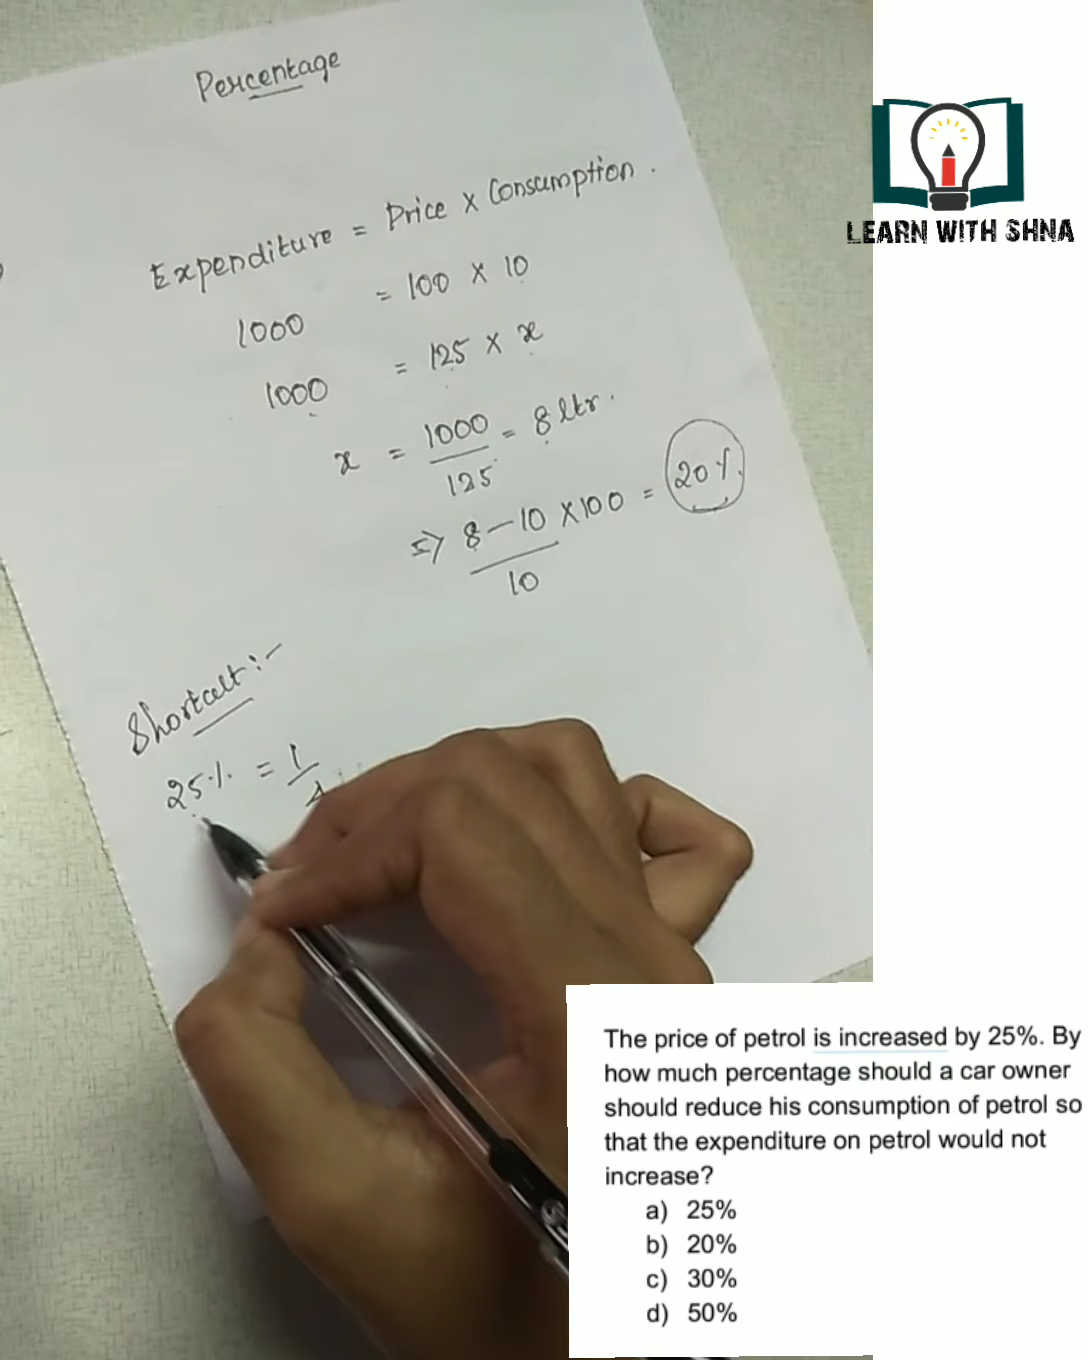 Percentage
Expenditure = Price X Consumption.
1000 = 100 X 10
1000 = 125 X x
x = 1000/125 = 8 ltr.
=> 8-10/10 X100 = 20%
Shortcut:-
25% = 1/4
LEARN WITH SHNA
The price of petrol is increased by 25%. By
how much percentage should a car owner
should reduce his consumption of petrol so
that the expenditure on petrol would not
increase?
a) 25%
b) 20%
c) 30%
d) 50%